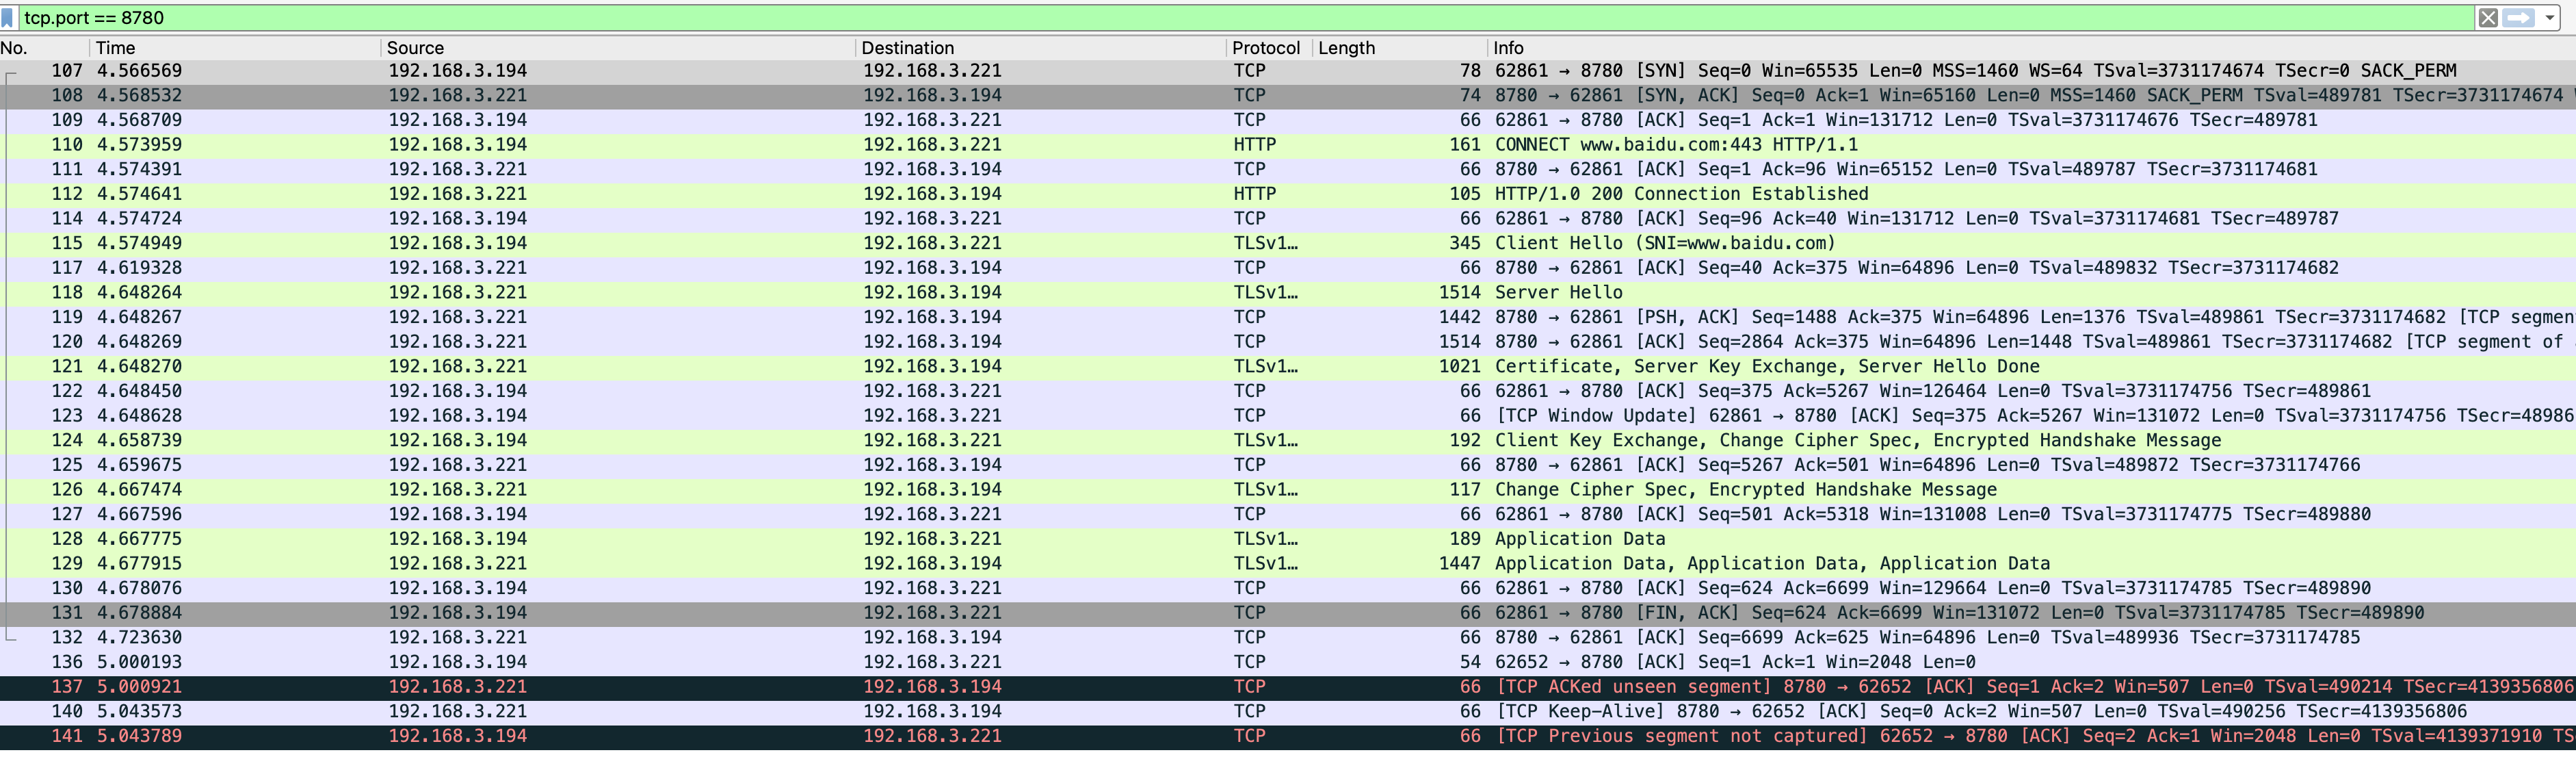 tcp.port == 8780
No. Time Source Destination Protocol Length Info
107 4.566569 192.168.3.194 192.168.3.221 TCP 78 62861 → 8780 [SYN] Seq=0 Win=65535 Len=0 MSS=1460 WS=64 TSval=3731174674 TSecr=0 SACK_PERM
108 4.568532 192.168.3.221 192.168.3.194 TCP 74 8780 → 62861 [SYN, ACK] Seq=0 Ack=1 Win=65160 Len=0 MSS=1460 SACK_PERM TSval=489781 TSecr=3731174674
109 4.568709 192.168.3.194 192.168.3.221 TCP 66 62861 → 8780 [ACK] Seq=1 Ack=1 Win=131712 Len=0 TSval=3731174676 TSecr=489781
110 4.573959 192.168.3.194 192.168.3.221 HTTP 161 CONNECT www.baidu.com:443 HTTP/1.1
111 4.574391 192.168.3.221 192.168.3.194 TCP 66 8780 → 62861 [ACK] Seq=1 Ack=96 Win=65152 Len=0 TSval=489787 TSecr=3731174681
112 4.574641 192.168.3.221 192.168.3.194 HTTP 105 HTTP/1.0 200 Connection Established
114 4.574724 192.168.3.194 192.168.3.221 TCP 66 62861 → 8780 [ACK] Seq=96 Ack=40 Win=131712 Len=0 TSval=3731174681 TSecr=489787
115 4.574949 192.168.3.194 192.168.3.221 TLSv1… 345 Client Hello (SNI=www.baidu.com)
117 4.619328 192.168.3.221 192.168.3.194 TCP 66 8780 → 62861 [ACK] Seq=40 Ack=375 Win=64896 Len=0 TSval=489832 TSecr=3731174682
118 4.648264 192.168.3.221 192.168.3.194 TLSv1… 1514 Server Hello
119 4.648267 192.168.3.221 192.168.3.194 TCP 1442 8780 → 62861 [PSH, ACK] Seq=1488 Ack=375 Win=64896 Len=1376 TSval=489861 TSecr=3731174682 [TCP segmen
120 4.648269 192.168.3.221 192.168.3.194 TCP 1514 8780 → 62861 [ACK] Seq=2864 Ack=375 Win=64896 Len=1448 TSval=489861 TSecr=3731174682 [TCP segment of
121 4.648270 192.168.3.221 192.168.3.194 TLSv1… 1021 Certificate, Server Key Exchange, Server Hello Done
122 4.648450 192.168.3.194 192.168.3.221 TCP 66 62861 → 8780 [ACK] Seq=375 Ack=5267 Win=126464 Len=0 TSval=3731174756 TSecr=489861
123 4.648628 192.168.3.194 192.168.3.221 TCP 66 [TCP Window Update] 62861 → 8780 [ACK] Seq=375 Ack=5267 Win=131072 Len=0 TSval=3731174756 TSecr=48986
124 4.658739 192.168.3.194 192.168.3.221 TLSv1… 192 Client Key Exchange, Change Cipher Spec, Encrypted Handshake Message
125 4.659675 192.168.3.221 192.168.3.194 TCP 66 8780 → 62861 [ACK] Seq=5267 Ack=501 Win=64896 Len=0 TSval=489872 TSecr=3731174766
126 4.667474 192.168.3.221 192.168.3.194 TLSv1… 117 Change Cipher Spec, Encrypted Handshake Message
127 4.667596 192.168.3.194 192.168.3.221 TCP 66 62861 → 8780 [ACK] Seq=501 Ack=5318 Win=131008 Len=0 TSval=3731174775 TSecr=489880
128 4.667775 192.168.3.194 192.168.3.221 TLSv1… 189 Application Data
129 4.677915 192.168.3.221 192.168.3.194 TLSv1… 1447 Application Data, Application Data, Application Data
130 4.678076 192.168.3.194 192.168.3.221 TCP 66 62861 → 8780 [ACK] Seq=624 Ack=6699 Win=129664 Len=0 TSval=3731174785 TSecr=489890
131 4.678884 192.168.3.194 192.168.3.221 TCP 66 62861 → 8780 [FIN, ACK] Seq=624 Ack=6699 Win=131072 Len=0 TSval=3731174785 TSecr=489890
132 4.723630 192.168.3.221 192.168.3.194 TCP 66 8780 → 62861 [ACK] Seq=6699 Ack=625 Win=64896 Len=0 TSval=489936 TSecr=3731174785
136 5.000193 192.168.3.194 192.168.3.221 TCP 54 62652 → 8780 [ACK] Seq=1 Ack=1 Win=2048 Len=0
137 5.000921 192.168.3.221 192.168.3.194 TCP 66 [TCP ACKed unseen segment] 8780 → 62652 [ACK] Seq=1 Ack=2 Win=507 Len=0 TSval=490214 TSecr=4139356806
140 5.043573 192.168.3.221 192.168.3.194 TCP 66 [TCP Keep-Alive] 8780 → 62652 [ACK] Seq=0 Ack=2 Win=507 Len=0 TSval=490256 TSecr=4139356806
141 5.043789 192.168.3.194 192.168.3.221 TCP 66 [TCP Previous segment not captured] 62652 → 8780 [ACK] Seq=2 Ack=1 Win=2048 Len=0 TSval=4139371910 TS